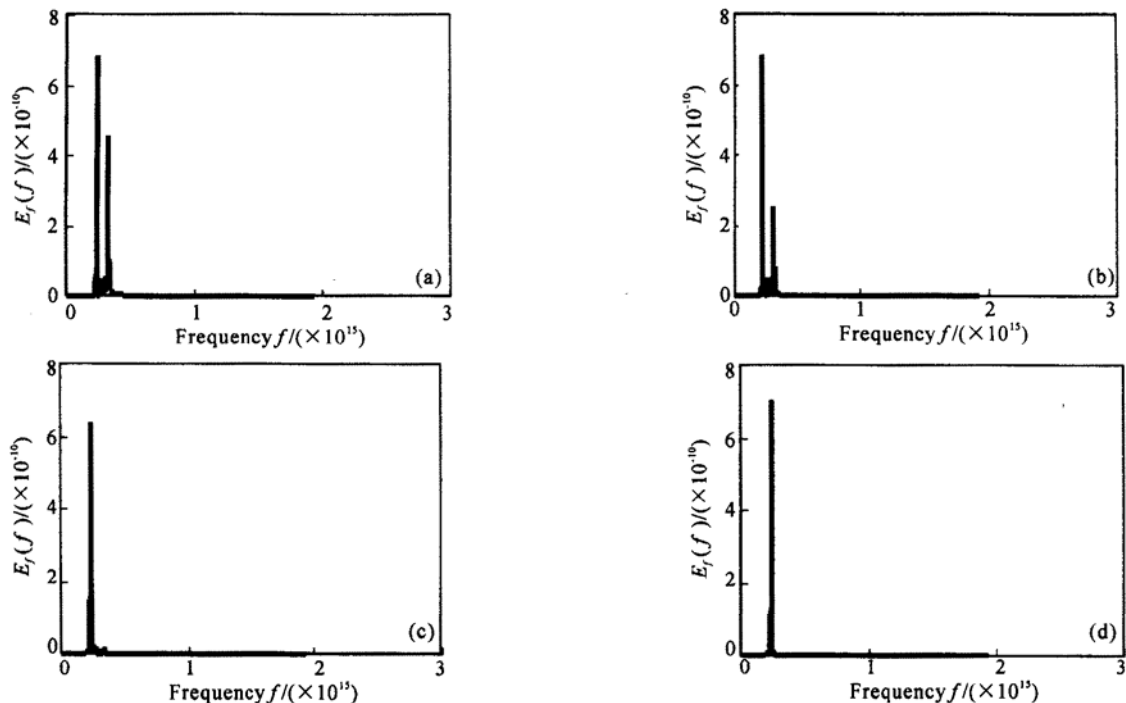 8
6
4
2
0
E_f(f)/(×10^-10)
(a)
0 1 2 3
Frequency f/(×10^15)
8
6
4
2
0
E_f(f)/(×10^-10)
(b)
0 1 2 3
Frequency f/(×10^15)
8
6
4
2
0
E_f(f)/(×10^-10)
(c)
0 1 2 3
Frequency f/(×10^15)
8
6
4
2
0
E_f(f)/(×10^-10)
(d)
0 1 2 3
Frequency f/(×10^15)